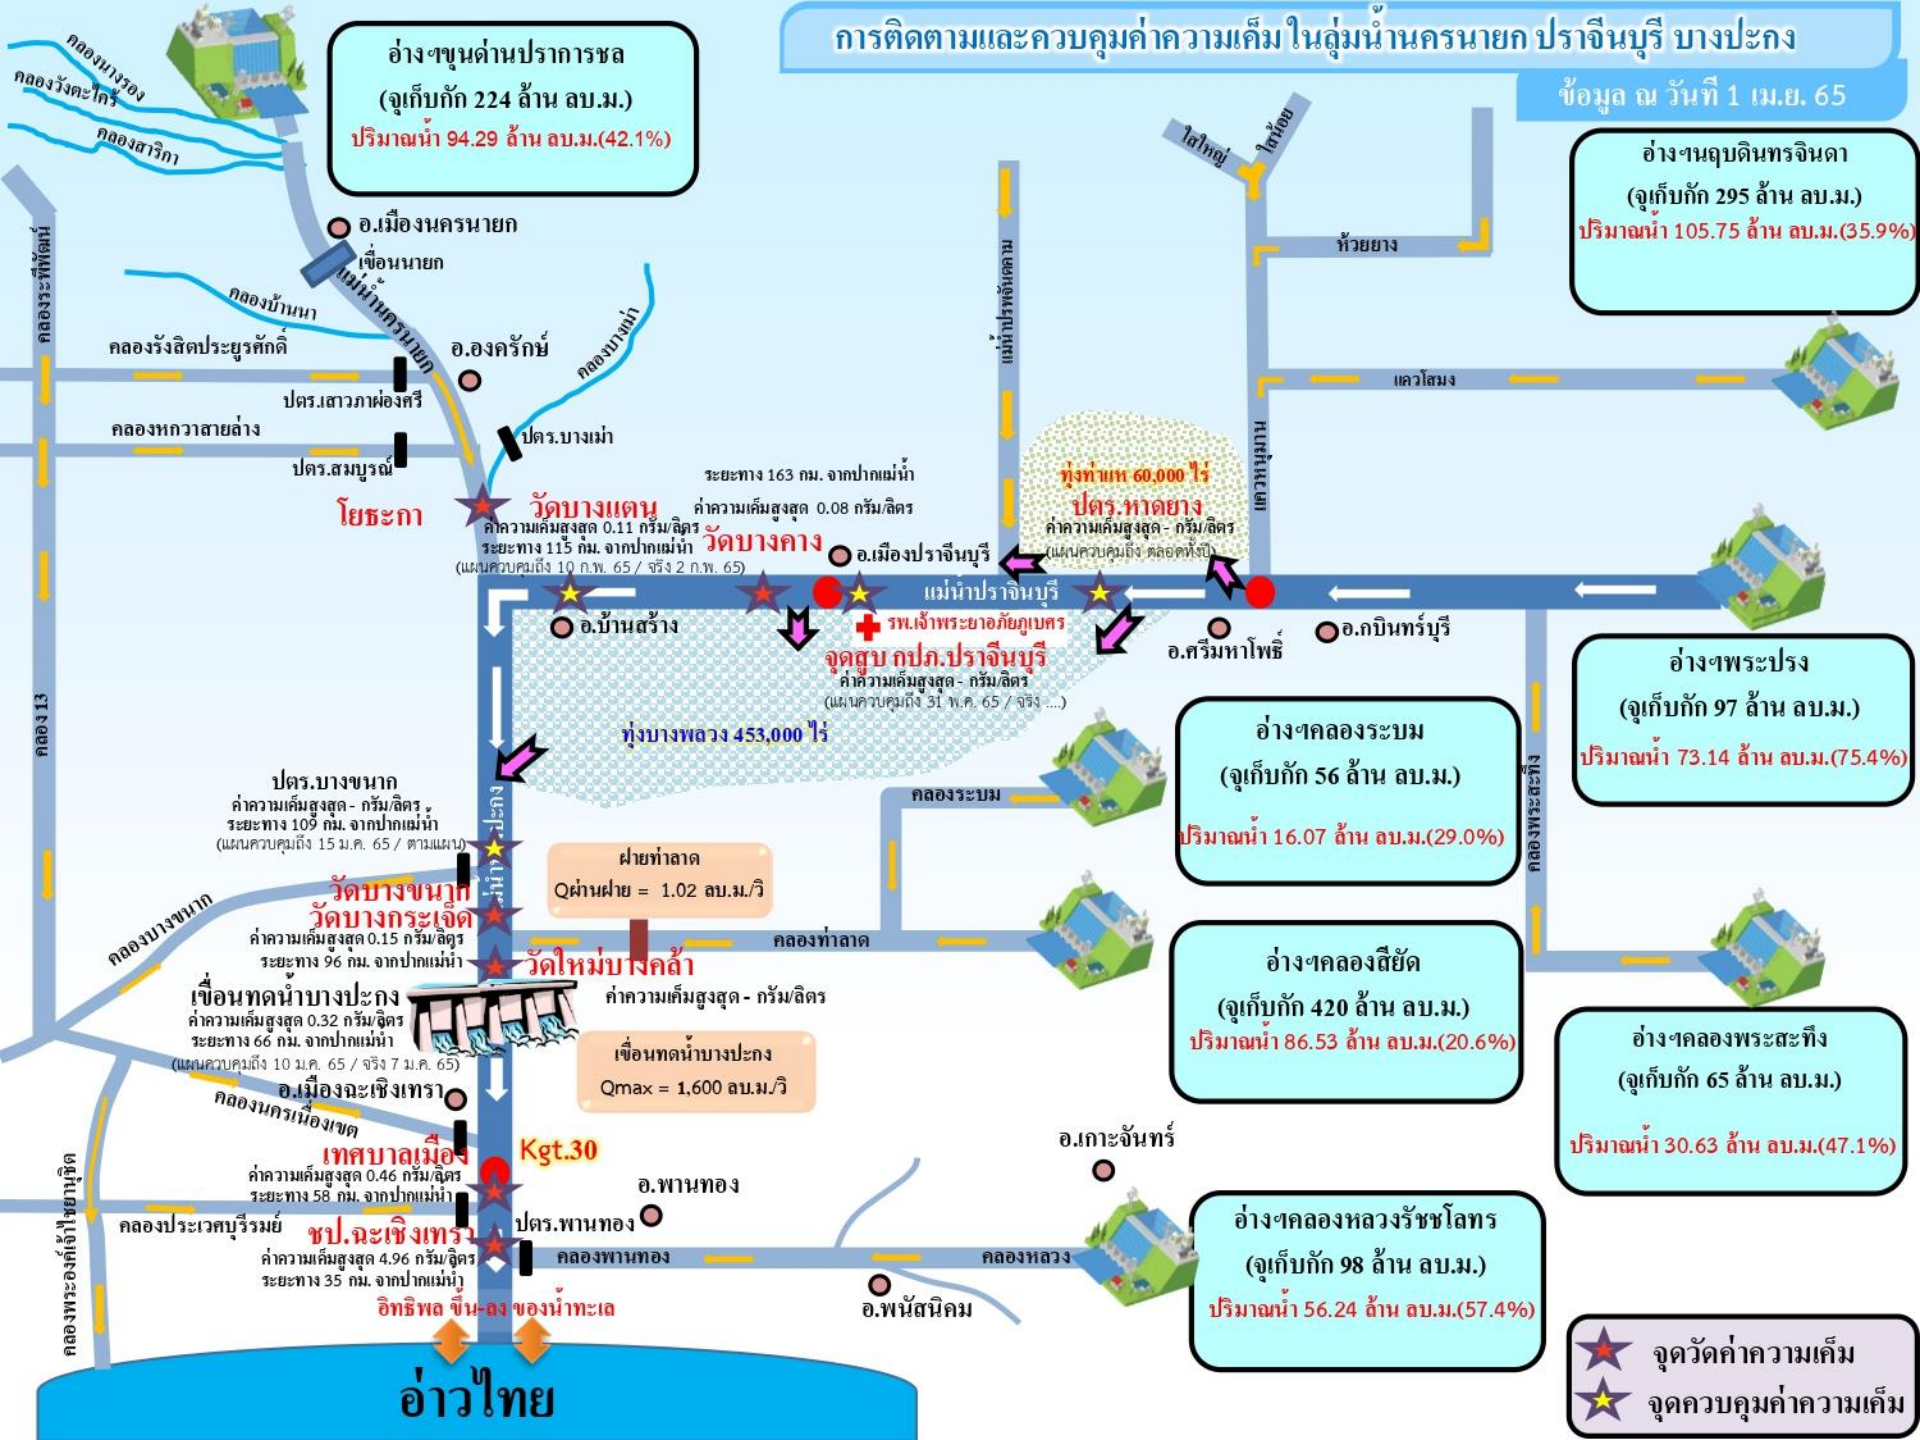 การติดตามและควบคุมค่าความเค็ม ในลุ่มน้ำนครนายก ปราจีนบุรี บางปะกง
ข้อมูล ณ วันที่ 1 เม.ย. 65
อ่างฯขุนด่านปราการชล
(จุเก็บกัก 224 ล้าน ลบ.ม.)
ปริมาณน้ำ 94.29 ล้าน ลบ.ม.(42.1%)
คลองนางรอง
คลองวังตะไคร้
คลองสาริกา
อ.เมืองนครนายก
เขื่อนนายก
แม่น้ำนครนายก
คลองบ้านนา
คลองระพีพัฒน์
คลองรังสิตประยูรศักดิ์
ปตร.เสาวภาผ่องศรี
อ.องครักษ์
คลองบางเม่า
คลองหกวาสายล่าง
ปตร.สมบูรณ์
ปตร.บางเม่า
โยธะกา
วัดบางแตน
ค่าความเค็มสูงสุด 0.11 กรัม/ลิตร
ระยะทาง 115 กม. จากปากแม่น้ำ
(แผนควบคุมถึง 10 ก.พ. 65 / จริง 2 ก.พ. 65)
ระยะทาง 163 กม. จากปากแม่น้ำ
ค่าความเค็มสูงสุด 0.08 กรัม/ลิตร
วัดบางคาง
อ.เมืองปราจีนบุรี
ใสใหญ่
ใสน้อย
ห้วยยาง
แควโสมง
แควหนุมาน
ทุ่งท่าแห 60,000 ไร่
ปตร.หาดยาง
ค่าความเค็มสูงสุด - กรัม/ลิตร
(แผนควบคุมถึง ตลอดทั้งปี)
อ่างฯนฤบดินทรจินดา
(จุเก็บกัก 295 ล้าน ลบ.ม.)
ปริมาณน้ำ 105.75 ล้าน ลบ.ม.(35.9%)
แม่น้ำปราจีนบุรี
อ.บ้านสร้าง
รพ.เจ้าพระยาอภัยภูเบศร
จุดสูบ กปภ.ปราจีนบุรี
ค่าความเค็มสูงสุด - กรัม/ลิตร
(แผนควบคุมถึง 31 พ.ค. 65 / จริง ....)
อ.ศรีมหาโพธิ์
อ.กบินทร์บุรี
ทุ่งบางพลวง 453,000 ไร่
อ่างฯพระปรง
(จุเก็บกัก 97 ล้าน ลบ.ม.)
ปริมาณน้ำ 73.14 ล้าน ลบ.ม.(75.4%)
คลองพระสะทึง
อ่างฯคลองระบม
(จุเก็บกัก 56 ล้าน ลบ.ม.)
ปริมาณน้ำ 16.07 ล้าน ลบ.ม.(29.0%)
คลองระบม
คลอง 13
ปตร.บางขนาก
ค่าความเค็มสูงสุด - กรัม/ลิตร
ระยะทาง 109 กม. จากปากแม่น้ำ
(แผนควบคุมถึง 15 ม.ค. 65 / ตามแผน)
วัดบางขนาก
วัดบางกระเจ็ด
ค่าความเค็มสูงสุด 0.15 กรัม/ลิตร
ระยะทาง 96 กม. จากปากแม่น้ำ
คลองบางขนาก
ฝายท่าลาด
Qผ่านฝาย = 1.02 ลบ.ม./วิ
คลองท่าลาด
วัดใหม่บางคล้า
ค่าความเค็มสูงสุด - กรัม/ลิตร
เขื่อนทดน้ำบางปะกง
ค่าความเค็มสูงสุด 0.32 กรัม/ลิตร
ระยะทาง 66 กม. จากปากแม่น้ำ
(แผนควบคุมถึง 10 ม.ค. 65 / จริง 7 ม.ค. 65)
เขื่อนทดน้ำบางปะกง
Qmax = 1,600 ลบ.ม./วิ
อ่างฯคลองสียัด
(จุเก็บกัก 420 ล้าน ลบ.ม.)
ปริมาณน้ำ 86.53 ล้าน ลบ.ม.(20.6%)
อ่างฯคลองพระสะทึง
(จุเก็บกัก 65 ล้าน ลบ.ม.)
ปริมาณน้ำ 30.63 ล้าน ลบ.ม.(47.1%)
อ.เมืองฉะเชิงเทรา
คลองนครเนื่องเขต
เทศบาลเมือง
ค่าความเค็มสูงสุด 0.46 กรัม/ลิตร
ระยะทาง 58 กม. จากปากแม่น้ำ
Kgt.30
คลองประเวศบุรีรมย์
ชป.ฉะเชิงเทรา
ค่าความเค็มสูงสุด 4.96 กรัม/ลิตร
ระยะทาง 35 กม. จากปากแม่น้ำ
คลองพระองค์เจ้าไชยานุชิต
ปตร.พานทอง
อ.พานทอง
คลองพานทอง
คลองหลวง
อ.เกาะจันทร์
อ.พนัสนิคม
อ่างฯคลองหลวงรัชชโลทร
(จุเก็บกัก 98 ล้าน ลบ.ม.)
ปริมาณน้ำ 56.24 ล้าน ลบ.ม.(57.4%)
อิทธิพล ขึ้น-ลง ของน้ำทะเล
อ่าวไทย
จุดวัดค่าความเค็ม
จุดควบคุมค่าความเค็ม